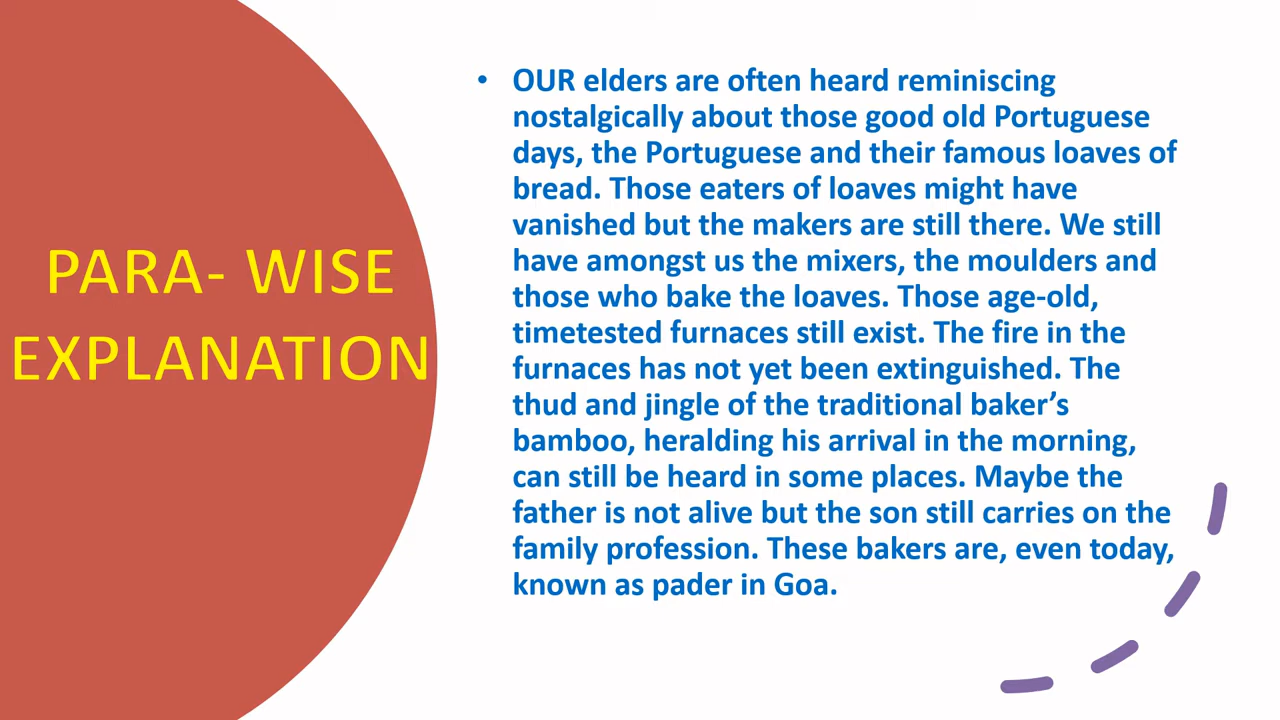 PARA- WISE
EXPLANATION
• OUR elders are often heard reminiscing
nostalgically about those good old Portuguese
days, the Portuguese and their famous loaves of
bread. Those eaters of loaves might have
vanished but the makers are still there. We still
have amongst us the mixers, the moulders and
those who bake the loaves. Those age-old,
timetested furnaces still exist. The fire in the
furnaces has not yet been extinguished. The
thud and jingle of the traditional baker’s
bamboo, heralding his arrival in the morning,
can still be heard in some places. Maybe the
father is not alive but the son still carries on the
family profession. These bakers are, even today,
known as pader in Goa.